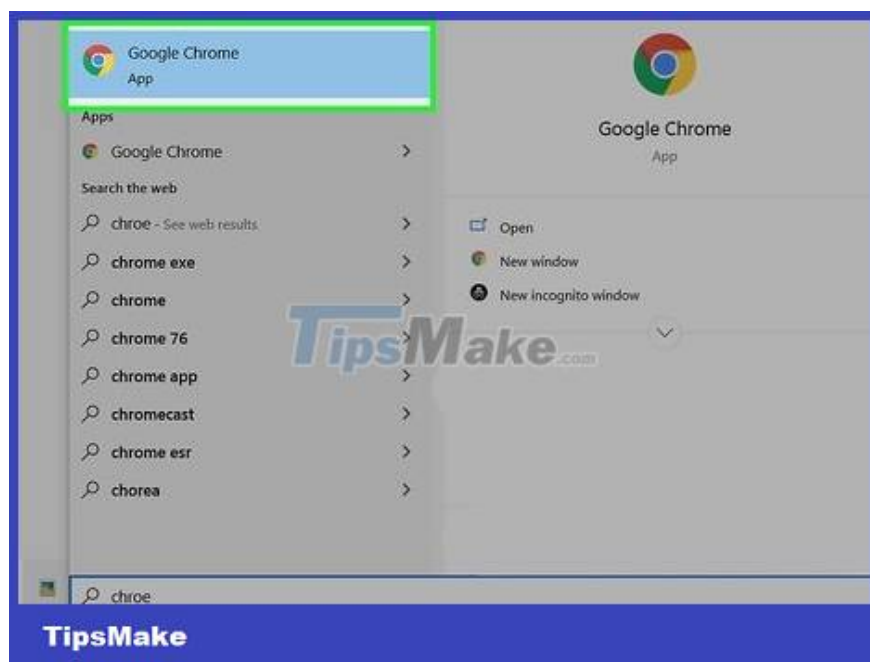 Google Chrome
App
Apps
Google Chrome
Search the web
chroe - See web results
chrome exe
chrome
chrome 76
chrome app
chromecast
chrome esr
chorea
chroe
Google Chrome
App
Open
New window
New incognito window
TipsMake.com
TipsMake